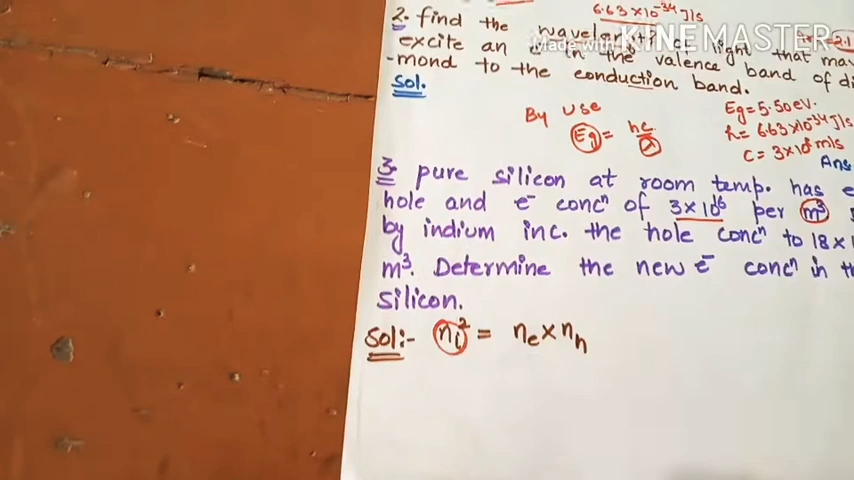 6.63×10⁻³⁴ J/s
2. find the wavelength of light that may
excite an e⁻ in the valence band of di
-mond to the conduction band.
Sol.
By use
Eg = hc/λ
Eg = 5.50 eV.
h = 6.63×10⁻³⁴ J/s
c = 3×10⁸ m/s
Ans
3. pure silicon at room temp. has e
hole and e⁻ concⁿ of 3×10¹⁶ per m³
by indium inc. the hole concⁿ to 18×1
m³. Determine the new e⁻ concⁿ in th
silicon.
Sol:- nᵢ² = nₑ×nₕ
Made with KINEMASTER